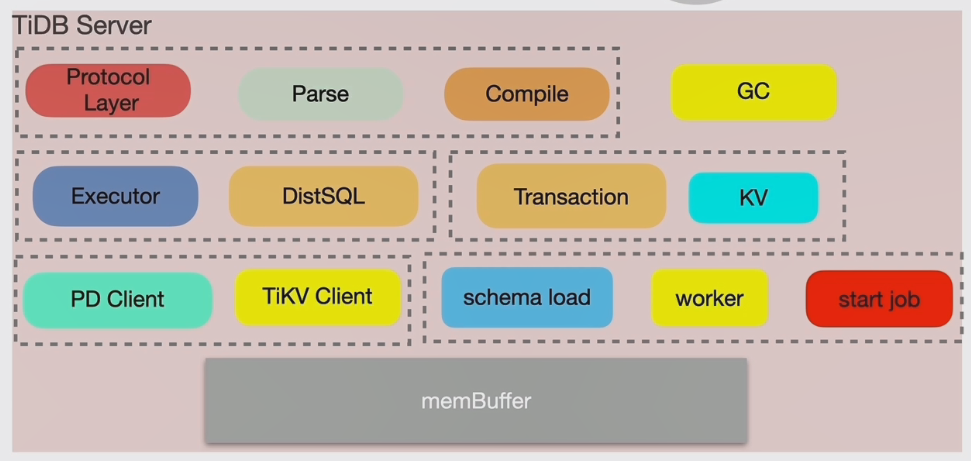 TiDB Server
Protocol
Layer
Parse
Compile
GC
Executor
DistSQL
Transaction
KV
PD Client
TiKV Client
schema load
worker
start job
memBuffer